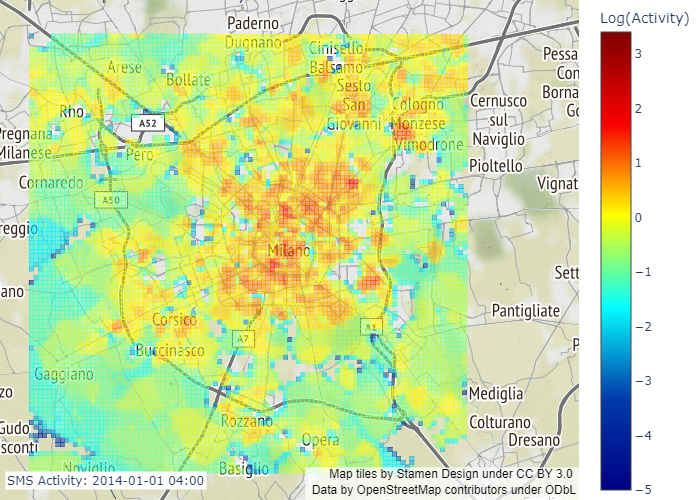 Paderno
Dugnano
Cinisello
Balsamo
Arese
Bollate
Sesto
San
Giovanni
Cologno
Monzese
Vimodrone
Pessa
Borna
Rho
A52
Cernusco
sul
Naviglio
Pregnana
Milanese
Pero
Pioltello
Cornaredo
Vignat
A50
reggio
Milano
Sett
ano
Pantigliate
Corsico
A7
A1
Buccinasco
Gaggiano
zo
Mediglia
Rozzano
Colturano
Dresano
Gudo
sconti
Opera
Noviglio
Basiglio
SMS Activity: 2014-01-01 04:00
Map tiles by Stamen Design under CC BY 3.0
Data by OpenStreetMap contributors under ODbL
Log(Activity)
3
2
1
0
−1
−2
−3
−4
−5